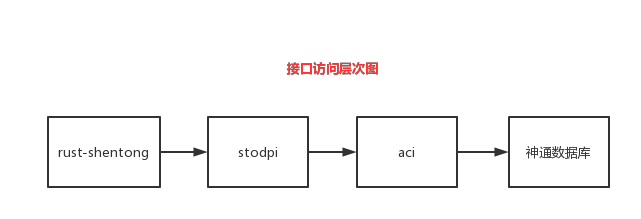 接口访问层次图
rust-shentong
stodpi
aci
神通数据库